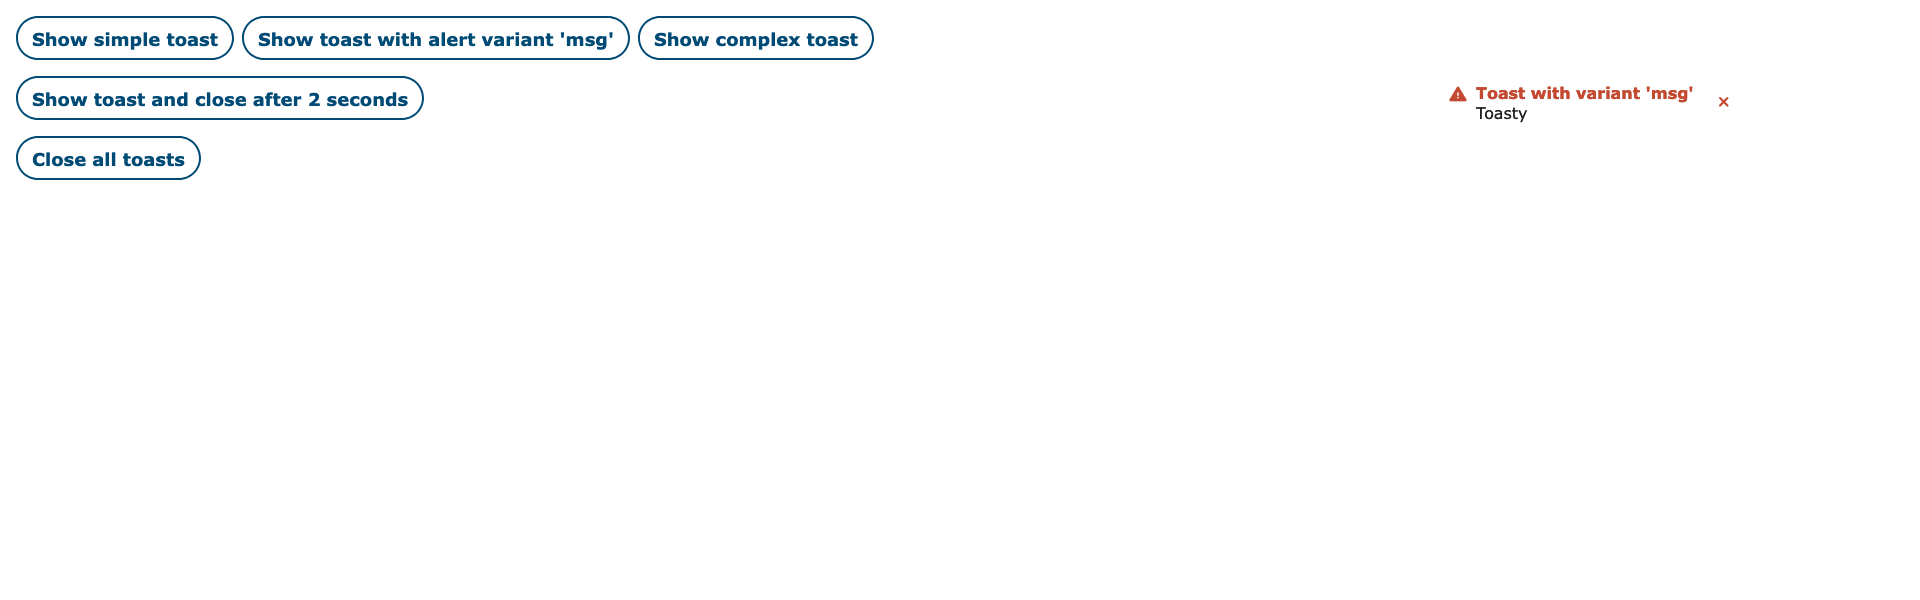 Show simple toast
Show toast with alert variant 'msg'
Show complex toast
Show toast and close after 2 seconds
Toast with variant 'msg'
Toasty
Close all toasts